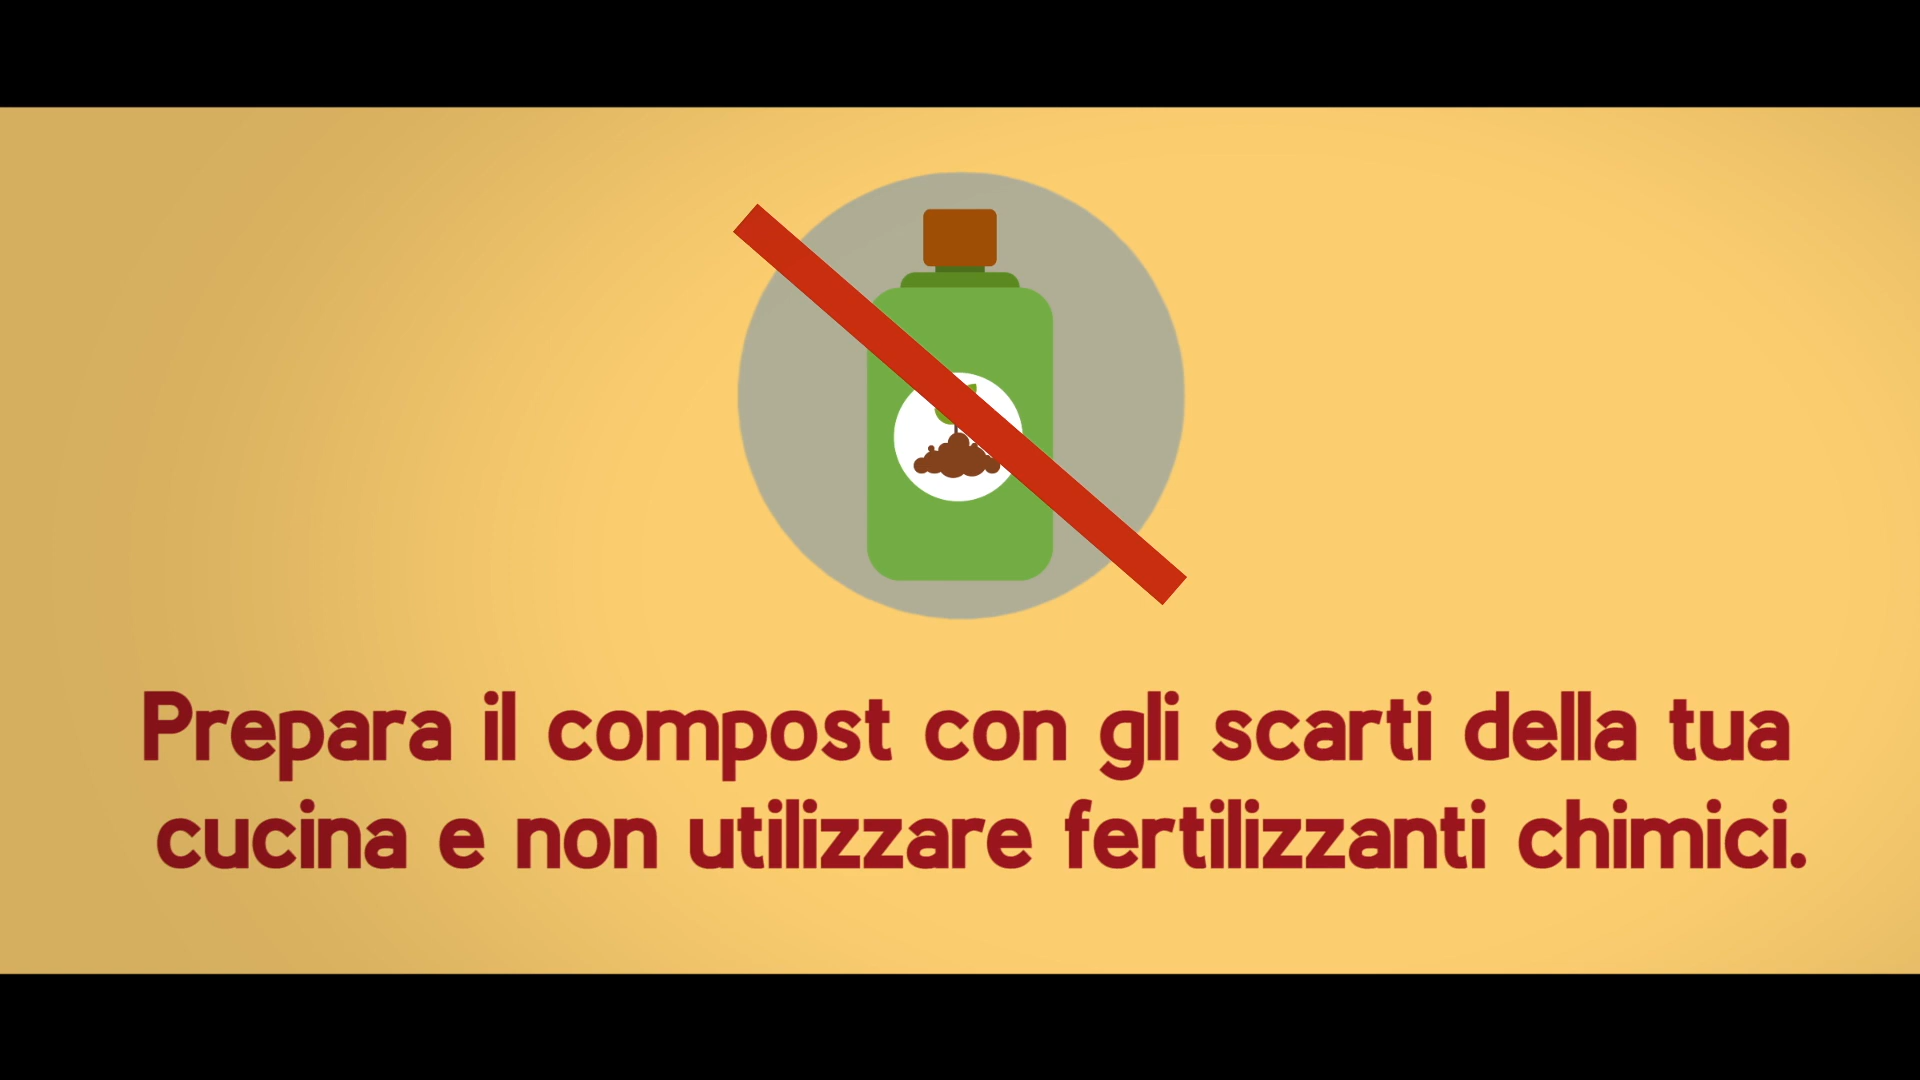 Prepara il compost con gli scarti della tua
cucina e non utilizzare fertilizzanti chimici.